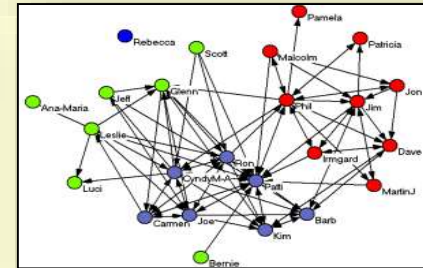 Pamela
Rebecca
Scott
Patricia
Malcolm
Jeff
Glenn
Phil
Jim
Jon
Ana-Maria
Leslie
Ron
Irmgard
Dave
Luci
CyndyM-A
Patti
MartinJ
Carmen
Joe
Barb
Kim
Bernie